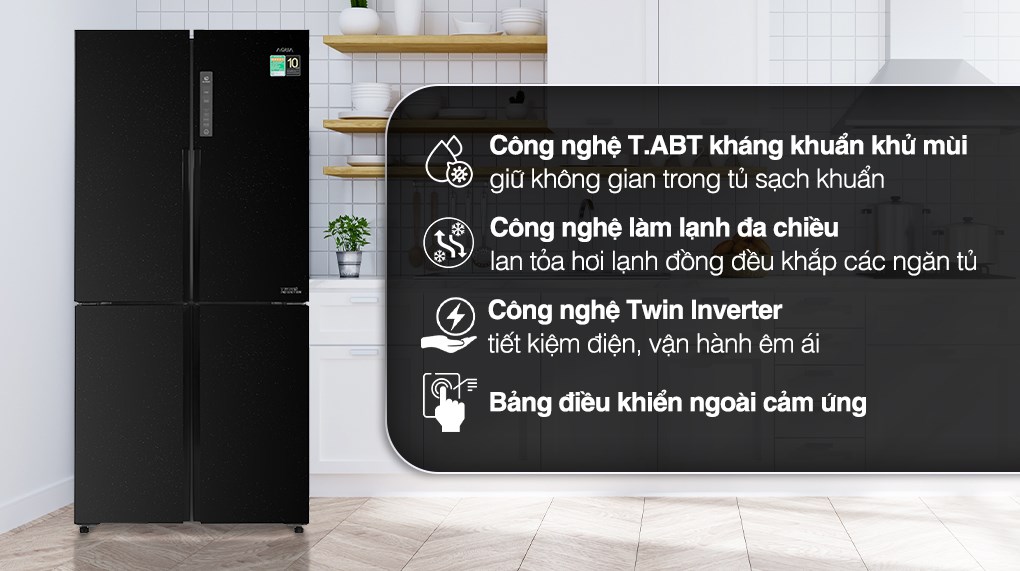 AQUA
10
Công nghệ T.ABT kháng khuẩn khử mùi
giữ không gian trong tủ sạch khuẩn
Công nghệ làm lạnh đa chiều
lan tỏa hơi lạnh đồng đều khắp các ngăn tủ
Công nghệ Twin Inverter
tiết kiệm điện, vận hành êm ái
Bảng điều khiển ngoài cảm ứng